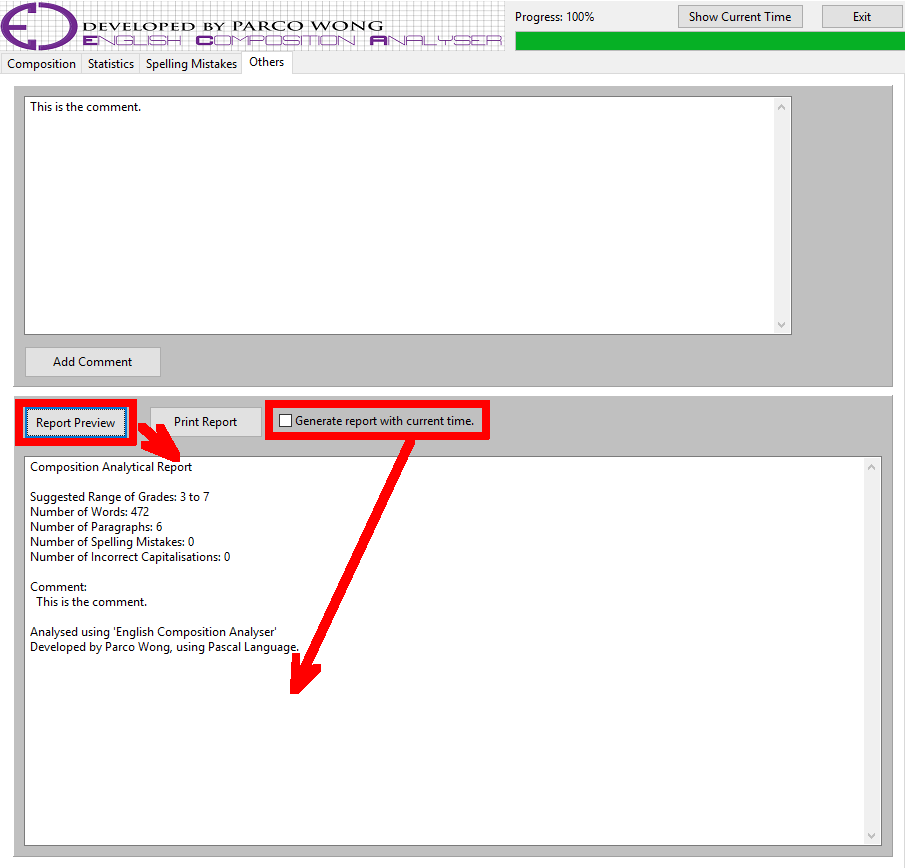 DEVELOPED BY PARCO WONG
ENGLISH COMPOSITION ANALYSER
Progress: 100%
Show Current Time
Exit
Composition
Statistics
Spelling Mistakes
Others
This is the comment.
Add Comment
Report Preview
Print Report
Generate report with current time.
Composition Analytical Report
Suggested Range of Grades: 3 to 7
Number of Words: 472
Number of Paragraphs: 6
Number of Spelling Mistakes: 0
Number of Incorrect Capitalisations: 0
Comment:
This is the comment.
Analysed using 'English Composition Analyser'
Developed by Parco Wong, using Pascal Language.